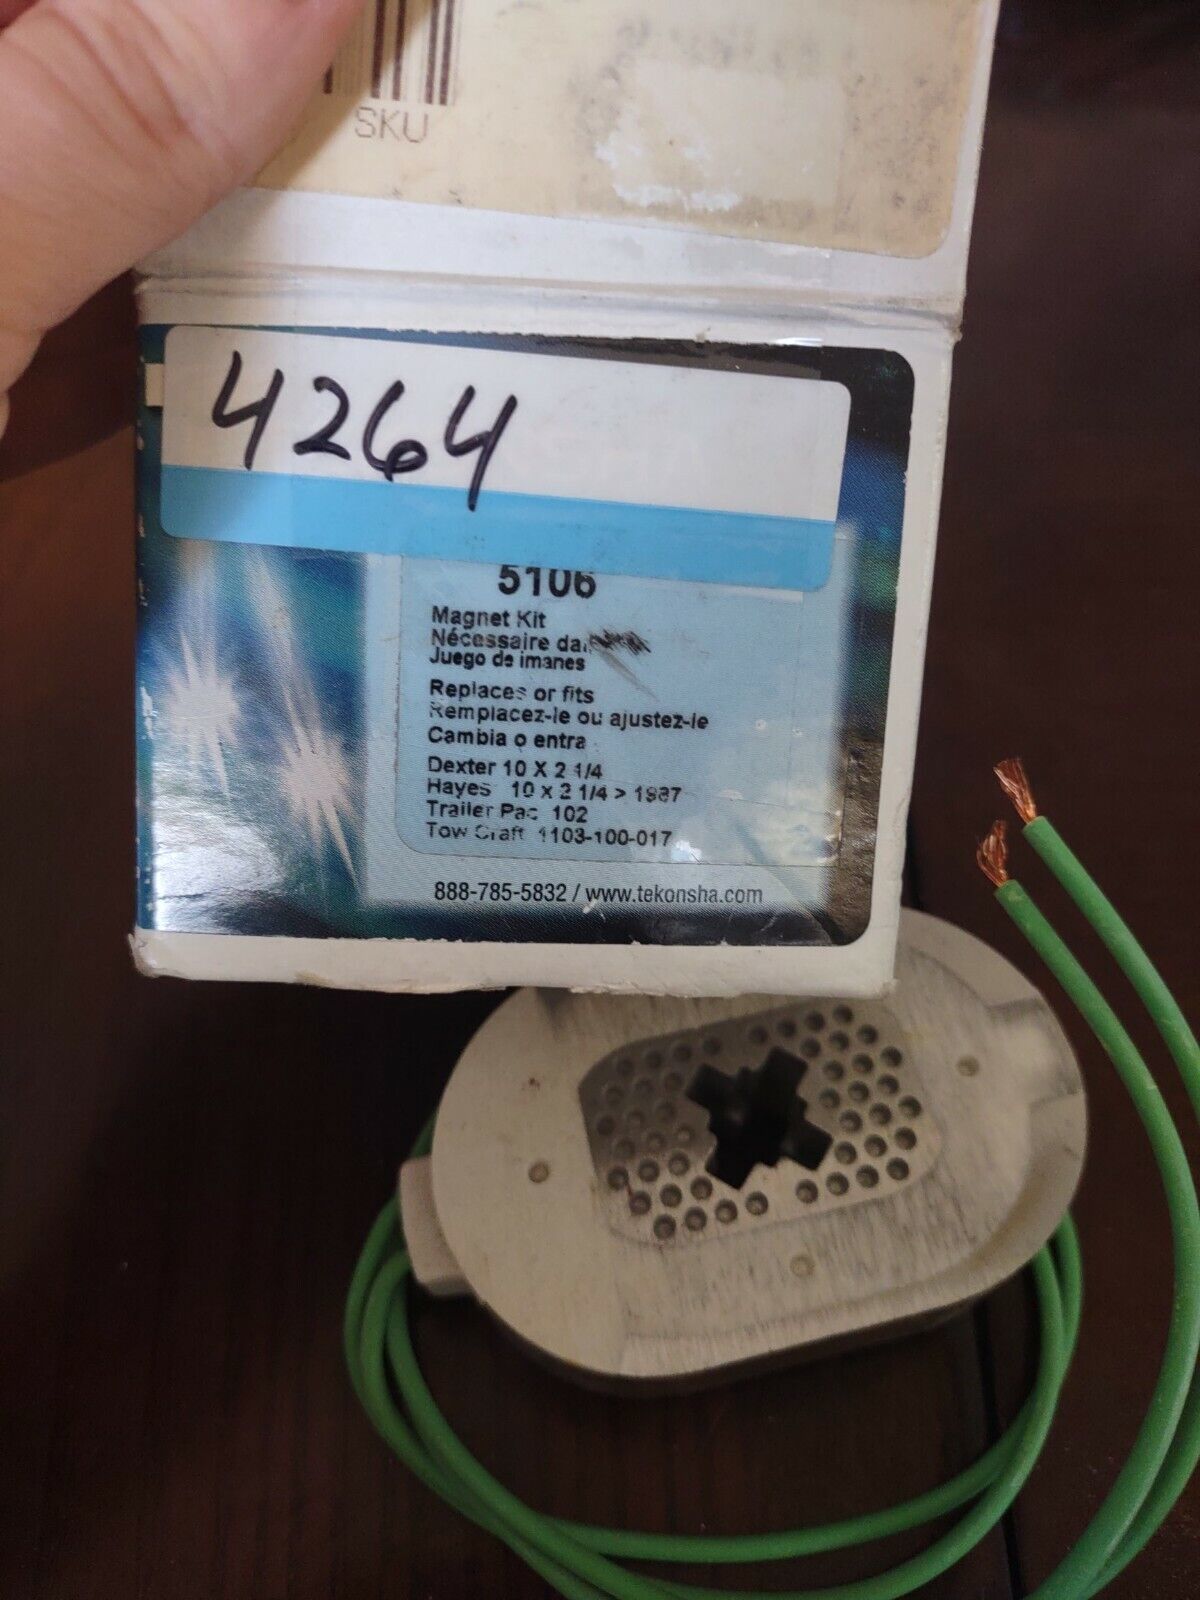 SKU
4264
5106
Magnet Kit
Nécessaire
Juego de imanes
Replaces or fits
Remplacez-le ou ajustez-le
Cambia o entra
Dexter 10 X 2 1/4
Hayes 10 x 2 1/4 > 1987
Trailer Pac 102
Tow Craft 1103-100-017
888-785-5832 / www.tekonsha.com